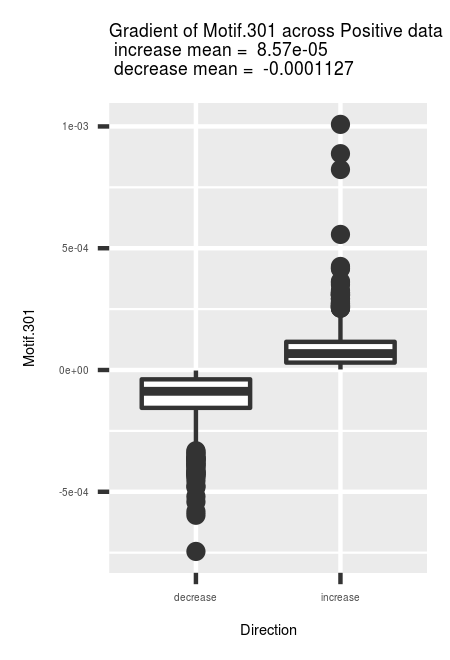 Gradient of Motif.301 across Positive data
increase mean =  8.57e-05
decrease mean =  -0.0001127
1e-03
5e-04
0e+00
-5e-04
Motif.301
decrease
increase
Direction